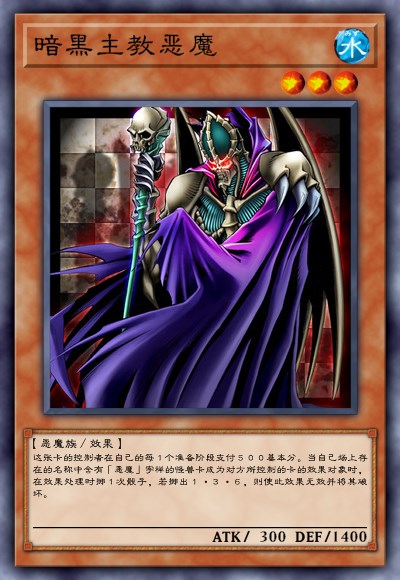 暗黑主教恶魔
水
【恶魔族／效果】
这张卡的控制者在自己的每1个准备阶段支付500基本分。当自己场上存
在的名称中含有「恶魔」字样的怪兽卡成为对方所控制的卡的效果对象时，
在效果处理时掷1次骰子，若掷出1·3·6，则使此效果无效并将其破
坏。
ATK/ 300 DEF/1400